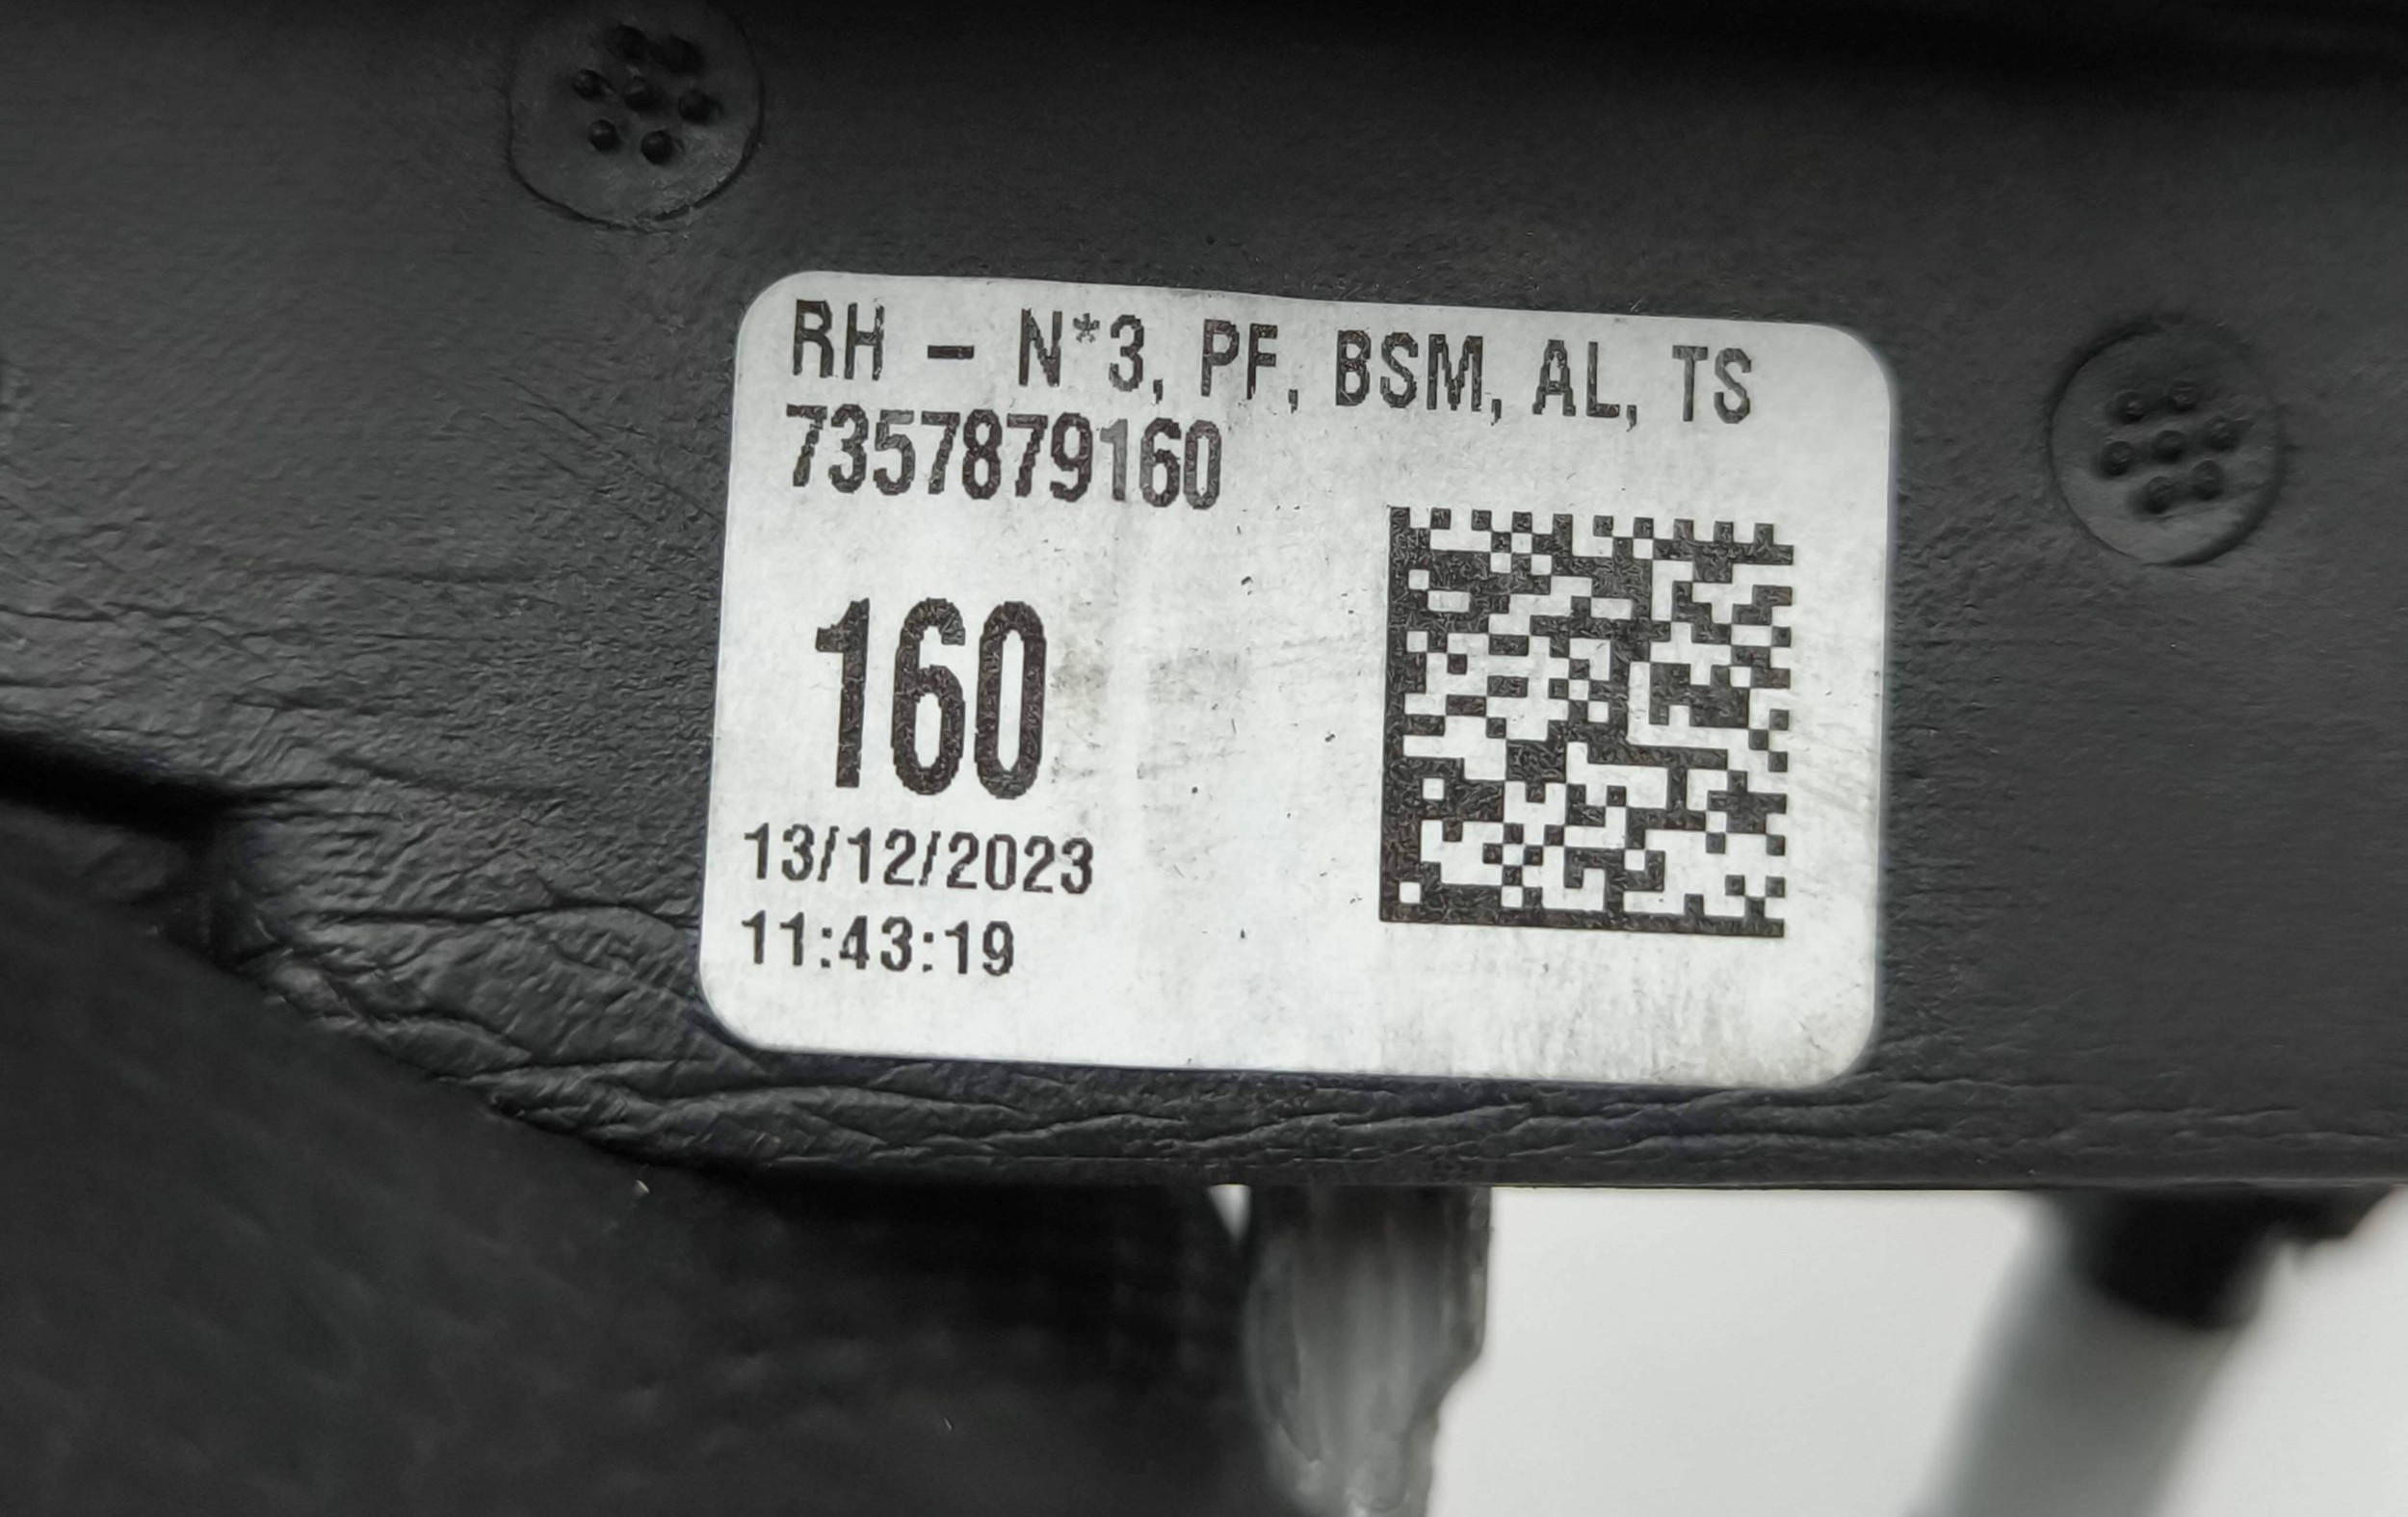 RH - N*3, PF, BSM, AL, TS
7357879160
160
13/12/2023
11:43:19